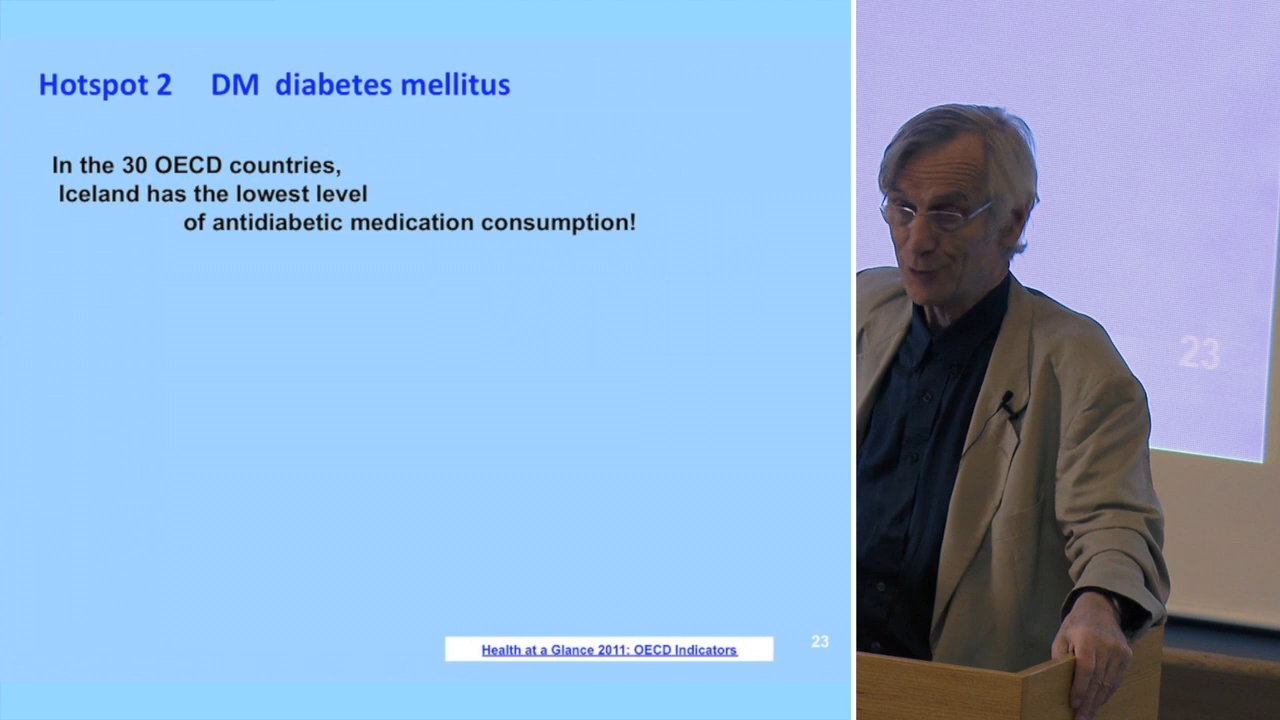 Hotspot 2 DM diabetes mellitus
In the 30 OECD countries,
Iceland has the lowest level
of antidiabetic medication consumption!
Health at a Glance 2011: OECD Indicators
23
23